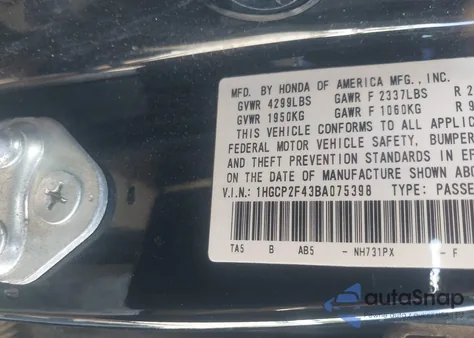 MFD. BY HONDA OF AMERICA MFG., INC.
GVWR 4299LBS GAWR F 2337LBS R 2
GVWR 1950KG GAWR F 1060KG R 9
THIS VEHICLE CONFORMS TO ALL APPLIC
FEDERAL MOTOR VEHICLE SAFETY, BUMPER
AND THEFT PREVENTION STANDARDS IN EF
ON THE DATE OF MANUFACTURE SHOWN ABO
V.I.N.: 1HGCP2F43BA075398 TYPE: PASSE
TA5 B AB5 -NH731PX -F
autoSnap